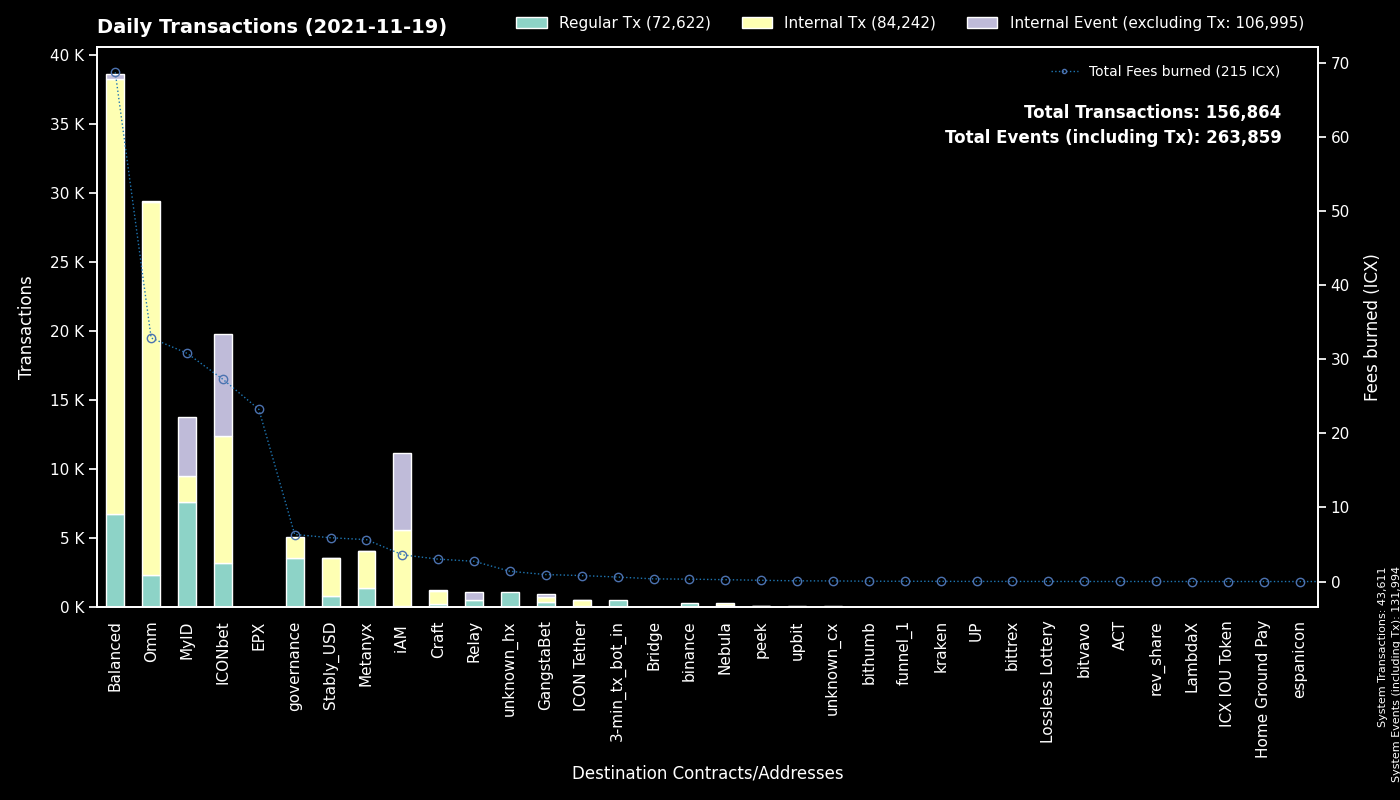 Daily Transactions (2021-11-19)
Regular Tx (72,622)
Internal Tx (84,242)
Internal Event (excluding Tx: 106,995)
Total Fees burned (215 ICX)
Total Transactions: 156,864
Total Events (including Tx): 263,859
Transactions
40 K
35 K
30 K
25 K
20 K
15 K
10 K
5 K
0 K
70
60
50
40
30
20
10
0
Fees burned (ICX)
Balanced
Omm
MyID
ICONbet
EPX
governance
Stably_USD
Metanyx
iAM
Craft
Relay
unknown_hx
GangstaBet
ICON Tether
3-min_tx_bot_in
Bridge
binance
Nebula
peek
upbit
unknown_cx
bithumb
funnel_1
kraken
UP
bittrex
Lossless Lottery
bitvavo
ACT
rev_share
LambdaX
ICX IOU Token
Home Ground Pay
espanicon
Destination Contracts/Addresses
System Transactions: 43,611
System Events (including Tx): 131,994